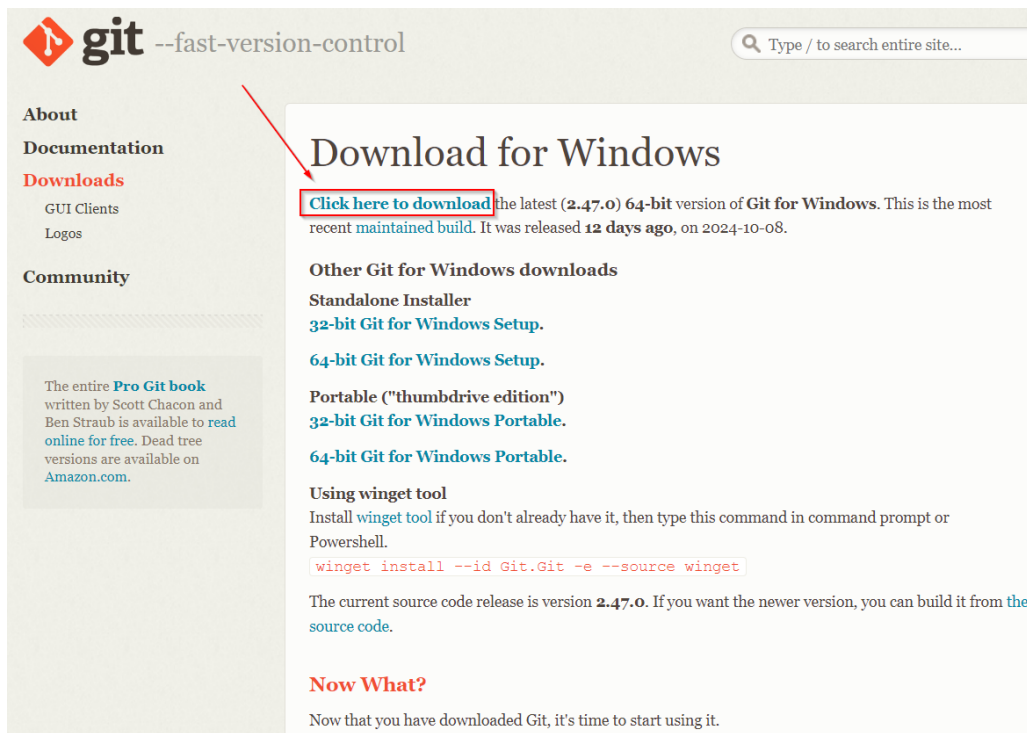 git --fast-version-control
Type / to search entire site...
About
Documentation
Downloads
GUI Clients
Logos
Community
The entire Pro Git book
written by Scott Chacon and
Ben Straub is available to read
online for free. Dead tree
versions are available on
Amazon.com.
Download for Windows
Click here to download the latest (2.47.0) 64-bit version of Git for Windows. This is the most
recent maintained build. It was released 12 days ago, on 2024-10-08.
Other Git for Windows downloads
Standalone Installer
32-bit Git for Windows Setup.
64-bit Git for Windows Setup.
Portable ("thumbdrive edition")
32-bit Git for Windows Portable.
64-bit Git for Windows Portable.
Using winget tool
Install winget tool if you don't already have it, then type this command in command prompt or
Powershell.
winget install --id Git.Git -e --source winget
The current source code release is version 2.47.0. If you want the newer version, you can build it from the
source code.
Now What?
Now that you have downloaded Git, it's time to start using it.